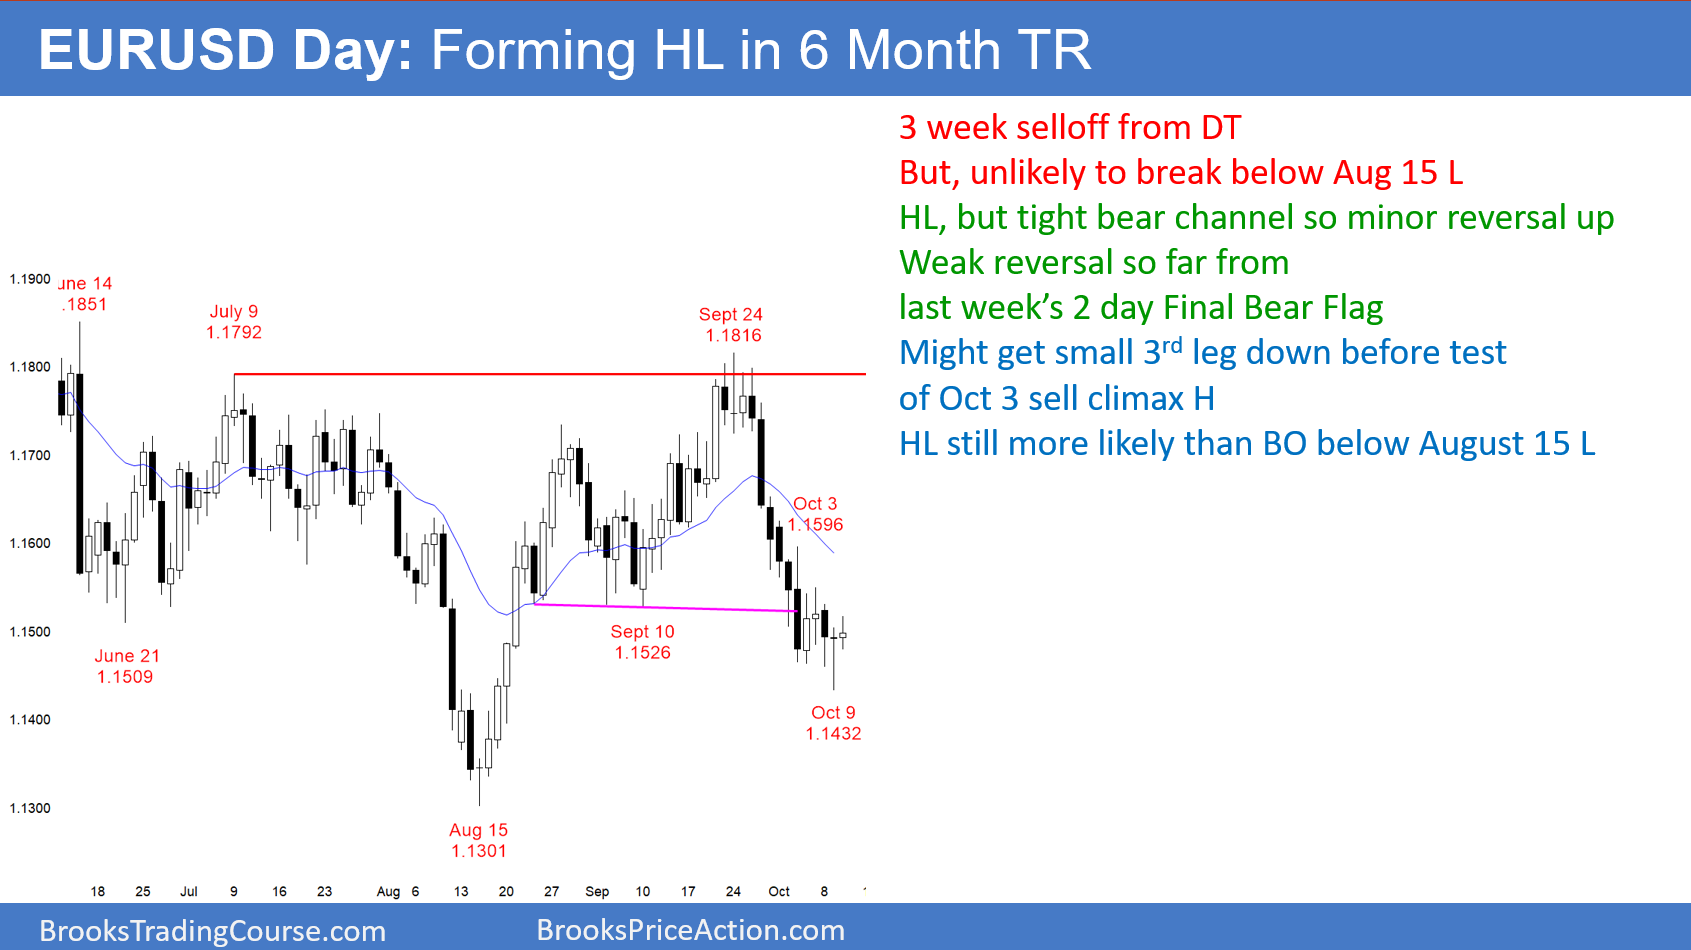 EURUSD Day: Forming HL in 6 Month TR
3 week selloff from DT
But, unlikely to break below Aug 15 L
HL, but tight bear channel so minor reversal up
Weak reversal so far from
last week's 2 day Final Bear Flag
Might get small 3rd leg down before test
of Oct 3 sell climax H
HL still more likely than BO below August 15 L
1.1900
1.1800
1.1700
1.1600
1.1500
1.1400
1.1300
une 14
.1851
July 9
1.1792
Sept 24
1.1816
Oct 3
1.1596
Sept 10
1.1526
June 21
1.1509
Oct 9
1.1432
Aug 15
1.1301
18 25 Jul 9 16 23 Aug 6 13 20 27 Sep 10 17 24 Oct 8
BrooksTradingCourse.com
BrooksPriceAction.com